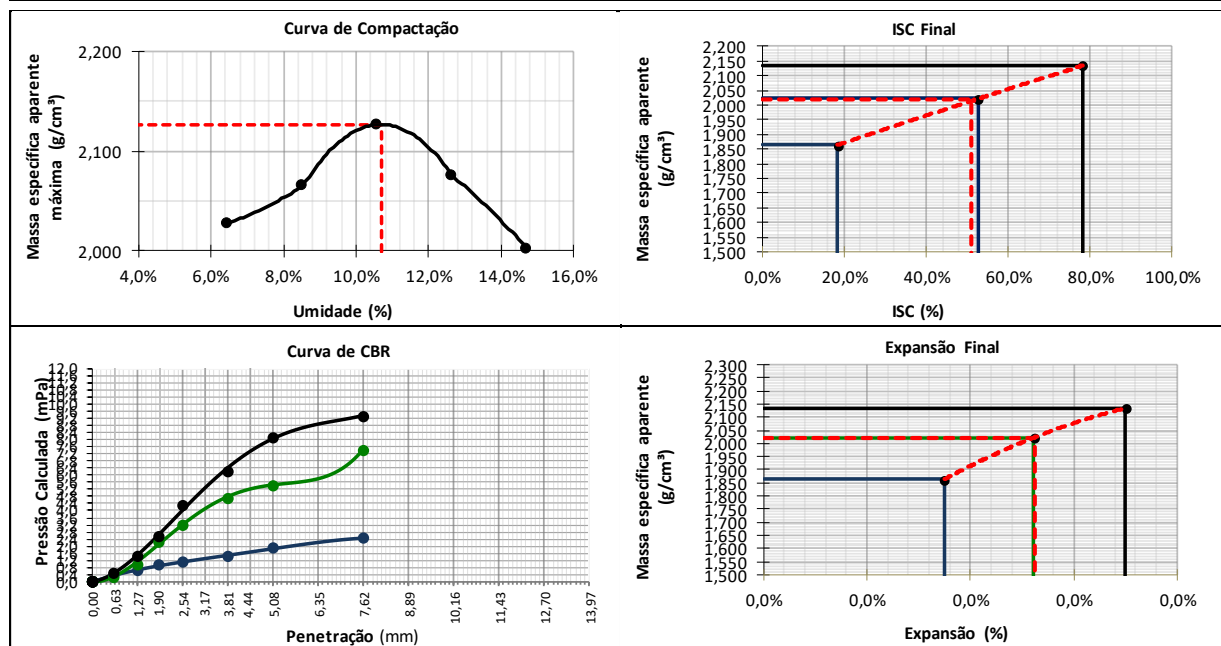 Curva de Compactação
Massa específica aparente
máxima (g/cm³)
2,200
2,100
2,000
4,0% 6,0% 8,0% 10,0% 12,0% 14,0% 16,0%
Umidade (%)
ISC Final
Massa específica aparente
(g/cm³)
2,200
2,150
2,100
2,050
2,000
1,950
1,900
1,850
1,800
1,750
1,700
1,650
1,600
1,550
1,500
0,0% 20,0% 40,0% 60,0% 80,0% 100,0%
ISC (%)
Curva de CBR
Pressão Calculada (mPa)
12,0
0,0
0,00 0,63 1,27 1,90 2,54 3,17 3,81 4,44 5,08 6,35 7,62 8,89 10,16 11,43 12,70 13,97
Penetração (mm)
Expansão Final
Massa específica aparente
(g/cm³)
2,300
2,250
2,200
2,150
2,100
2,050
2,000
1,950
1,900
1,850
1,800
1,750
1,700
1,650
1,600
1,550
1,500
0,0% 0,0% 0,0% 0,0% 0,0%
Expansão (%)